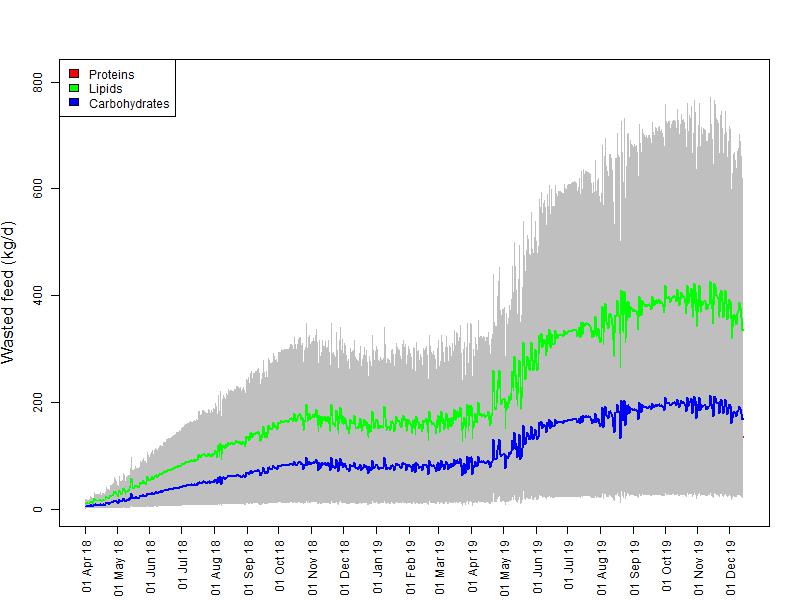 Proteins
Lipids
Carbohydrates
Wasted feed (kg/d)
800
600
400
200
0
01 Apr 18
01 May 18
01 Jun 18
01 Jul 18
01 Aug 18
01 Sep 18
01 Oct 18
01 Nov 18
01 Dec 18
01 Jan 19
01 Feb 19
01 Mar 19
01 Apr 19
01 May 19
01 Jun 19
01 Jul 19
01 Aug 19
01 Sep 19
01 Oct 19
01 Nov 19
01 Dec 19